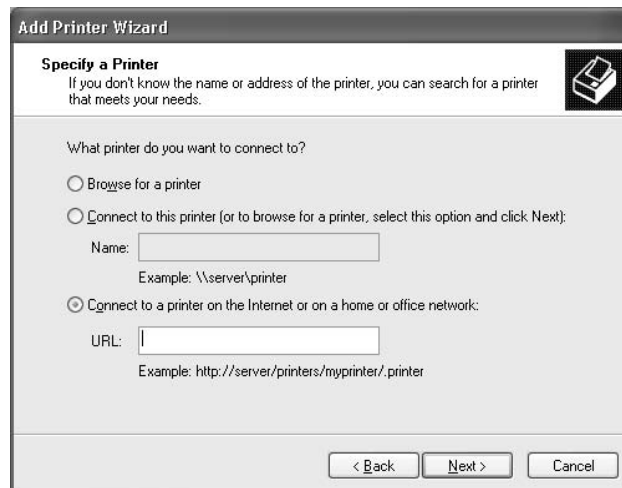 Add Printer Wizard
Specify a Printer
If you don't know the name or address of the printer, you can search for a printer
that meets your needs.
What printer do you want to connect to?
Browse for a printer
Connect to this printer (or to browse for a printer, select this option and click Next):
Name:
Example: \\server\printer
Connect to a printer on the Internet or on a home or office network:
URL:
Example: http://server/printers/myprinter/.printer
< Back Next > Cancel